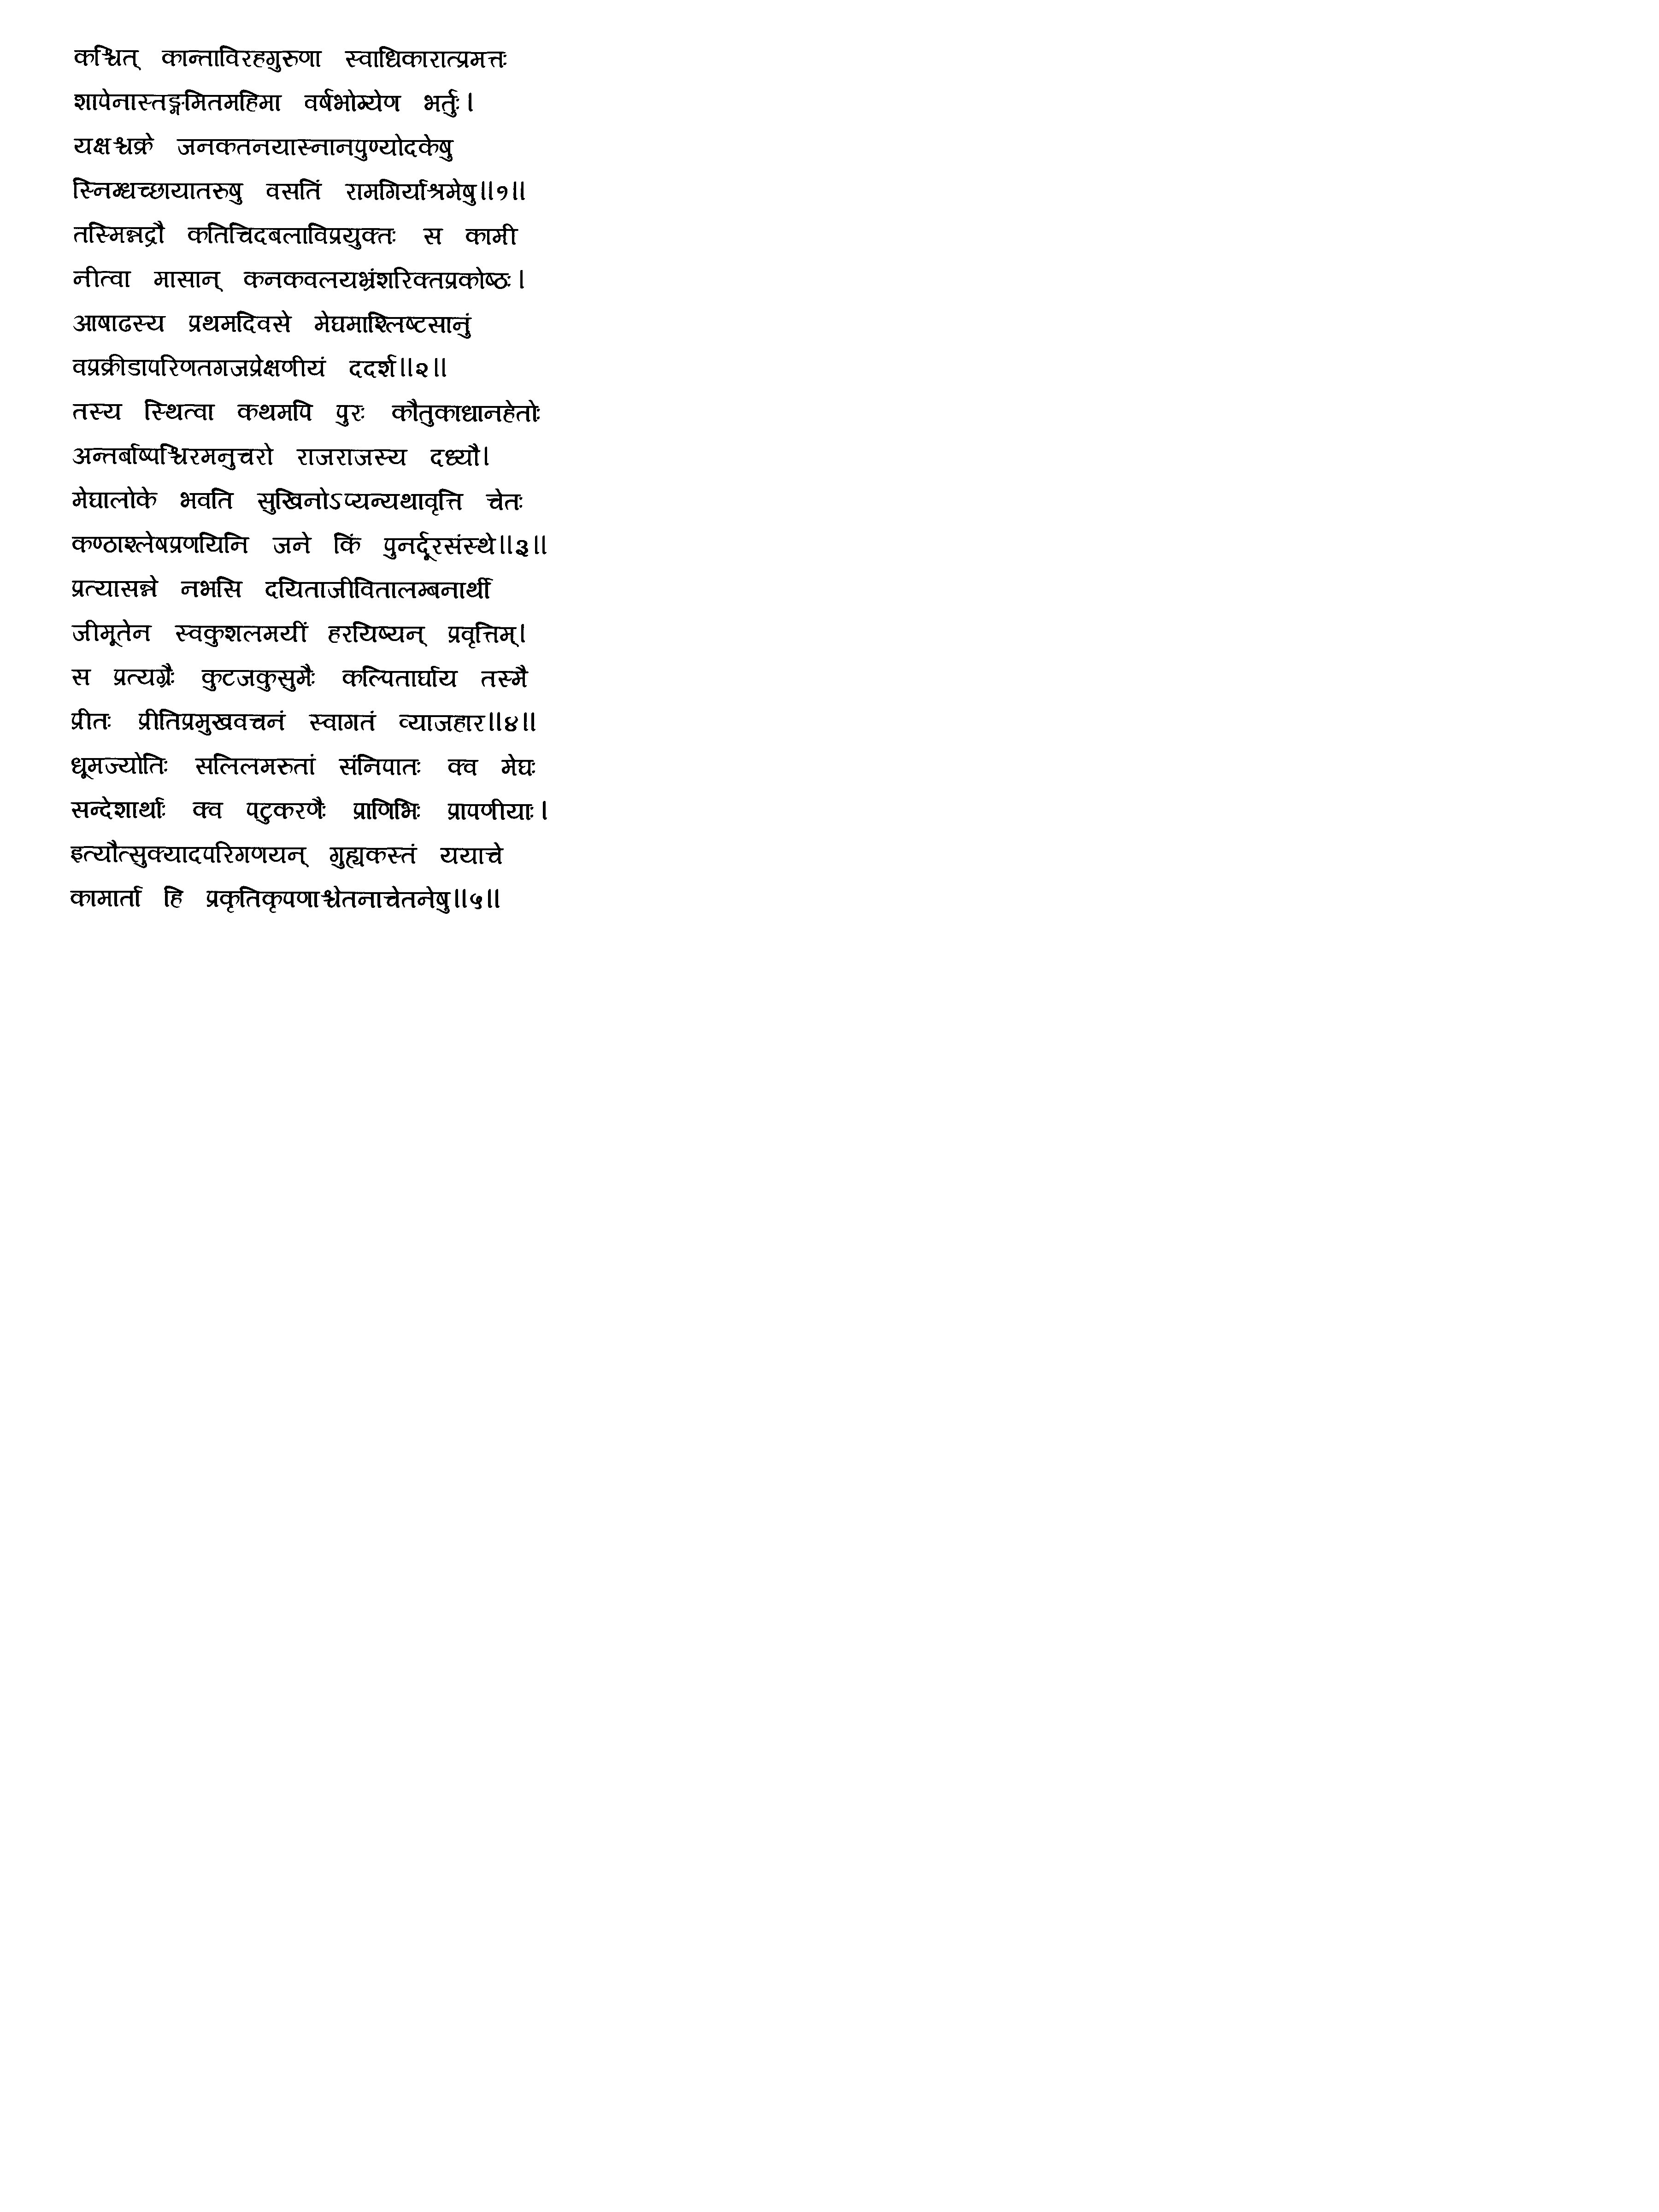 कश्चित् कान्ताविरहगुरुणा स्वाधिकारात्प्रमत्तः
शापेनास्तङ्गमितमहिमा वर्षभोग्येण भर्तुः।
यक्षश्चक्रे जनकतनयास्नानपुण्योदकेषु
स्निग्धच्छायातरुषु वसतिं रामगिर्याश्रमेषु॥१॥
तस्मिन्नद्रौ कतिचिदबलाविप्रयुक्तः स कामी
नीत्वा मासान् कनकवलयभ्रंशरिक्तप्रकोष्ठः।
आषाढस्य प्रथमदिवसे मेघमाश्लिष्टसानुं
वप्रक्रीडापरिणतगजप्रेक्षणीयं ददर्श॥२॥
तस्य स्थित्वा कथमपि पुरः कौतुकाधानहेतोः
अन्तर्बाष्पश्चिरमनुचरो राजराजस्य दध्यौ।
मेघालोके भवति सुखिनोऽप्यन्यथावृत्ति चेतः
कण्ठाश्लेषप्रणयिनि जने किं पुनर्दूरसंस्थे॥३॥
प्रत्यासन्ने नभसि दयिताजीवितालम्बनार्थी
जीमूतेन स्वकुशलमयीं हरयिष्यन् प्रवृत्तिम्।
स प्रत्यग्रैः कुटजकुसुमैः कल्पितार्घाय तस्मै
प्रीतः प्रीतिप्रमुखवचनं स्वागतं व्याजहार॥४॥
धूमज्योतिः सलिलमरुतां संनिपातः क्व मेघः
सन्देशार्थाः क्व पटुकरणैः प्राणिभिः प्रापणीयाः।
इत्यौत्सुक्यादपरिगणयन् गुह्यकस्तं ययाचे
कामार्ता हि प्रकृतिकृपणाश्चेतनाचेतनेषु॥५॥